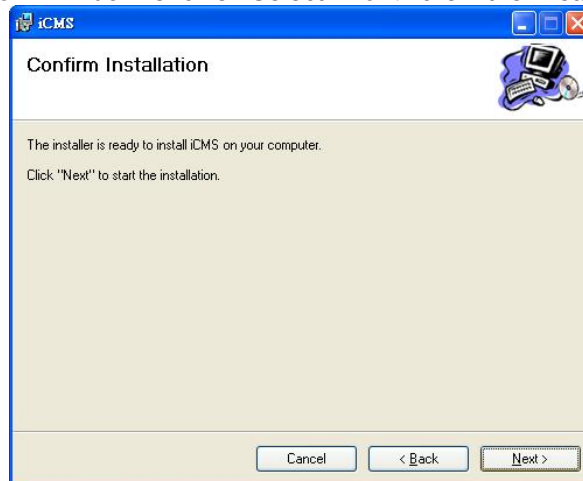 iCMS
Confirm Installation
The installer is ready to install iCMS on your computer.
Click "Next" to start the installation.
Cancel
< Back
Next >